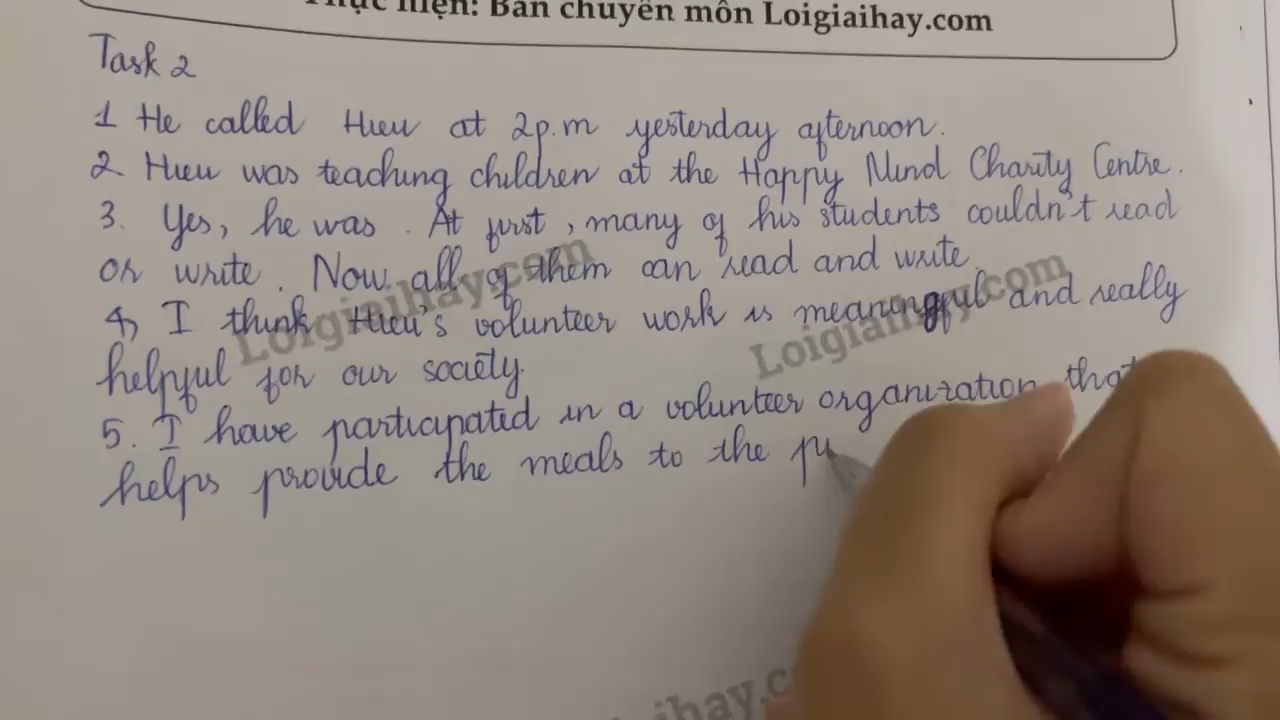 Thực hiện: Ban chuyên môn Loigiaihay.com
Task 2
1 He called Hieu at 2p.m yesterday afternoon.
2. Hieu was teaching children at the Happy Mind Charity Centre.
3. Yes, he was. At first, many of his students couldn't read
or write. Now all of them can read and write
4, I think Hieu's volunteer work is meaningful and really
helpful for our society.
5. I have participated in a volunteer organization that
helps provide the meals to the
Loigiaihay.com
Loigiaihay.com